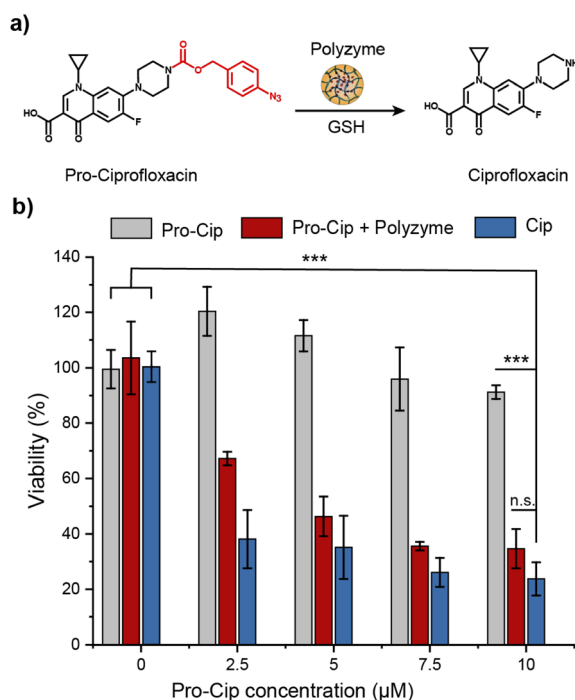 a)
Polyzyme
GSH
N
N
N
O
O
N₃
HO
O
O
F
Pro-Ciprofloxacin
N
N
NH
HO
O
O
F
Ciprofloxacin
b)
Pro-Cip
Pro-Cip + Polyzyme
Cip
Viability (%)
140
120
100
80
60
40
20
0
***
***
n.s.
0 2.5 5 7.5 10
Pro-Cip concentration (µM)